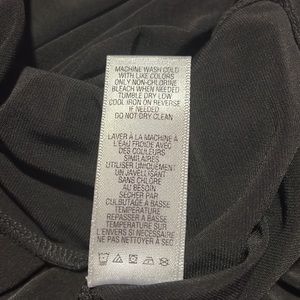 MACHINE WASH COLD
WITH LIKE COLORS
ONLY NON-CHLORINE
BLEACH WHEN NEEDED
TUMBLE DRY LOW
COOL IRON ON REVERSE
IF NEEDED
DO NOT DRY CLEAN
LAVER À LA MACHINE À
L'EAU FROIDE AVEC
DES COULEURS
SIMILAIRES
UTILISER UNIQUEMENT
UN JAVELLISANT
SANS CHLORE
AU BESOIN
SÉCHER PAR
CULBUTAGE À BASSE
TEMPÉRATURE
REPASSER À BASSE
TEMPÉRATURE SUR
L'ENVERS SI NÉCESSAIRE
NE PAS NETTOYER À SEC